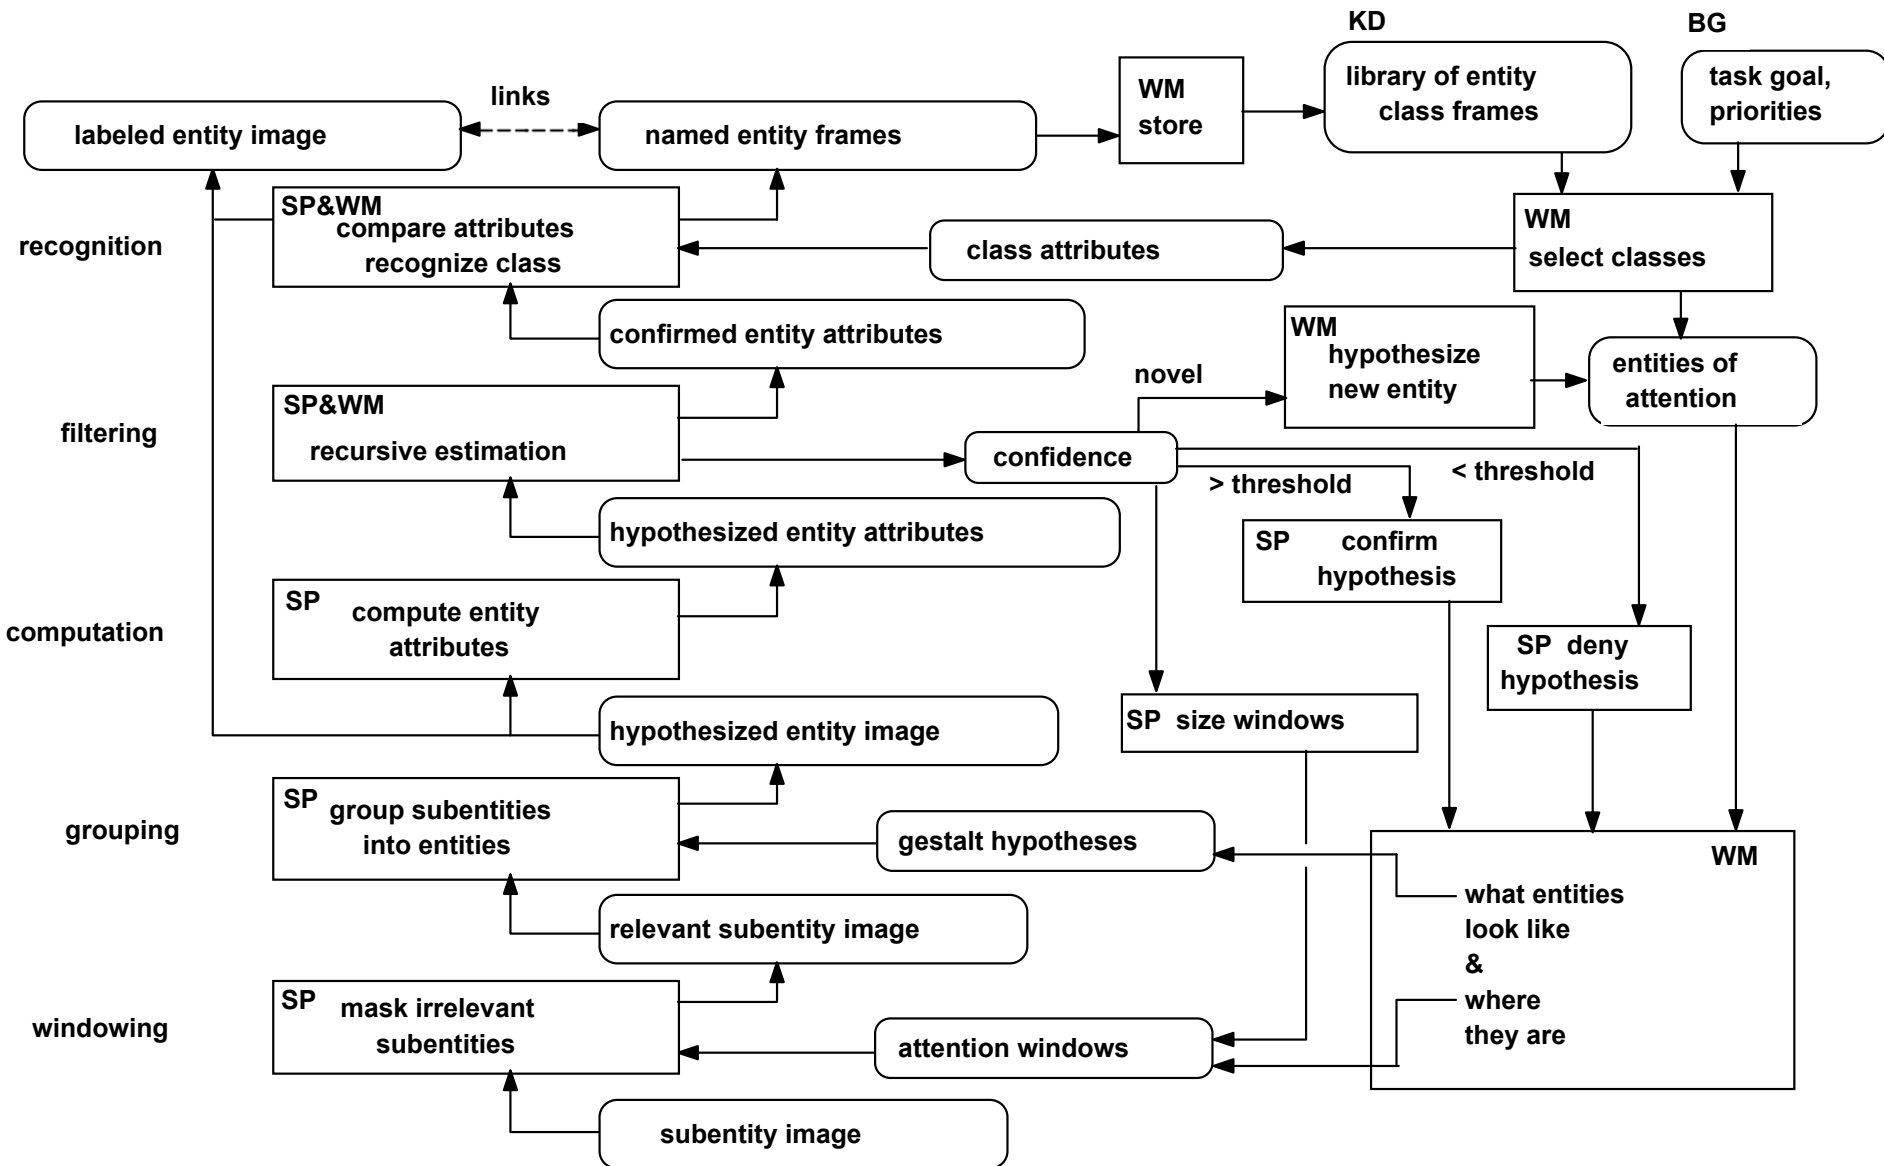 KD
BG
links
labeled entity image
named entity frames
WM
store
library of entity
class frames
task goal,
priorities
recognition
SP&WM
compare attributes
recognize class
class attributes
WM
select classes
confirmed entity attributes
WM
hypothesize
new entity
entities of
attention
novel
filtering
SP&WM
recursive estimation
confidence
> threshold
< threshold
hypothesized entity attributes
SP confirm
hypothesis
computation
SP compute entity
attributes
SP deny
hypothesis
hypothesized entity image
SP size windows
grouping
SP group subentities
into entities
gestalt hypotheses
WM
what entities
look like
&
where
they are
relevant subentity image
windowing
SP mask irrelevant
subentities
attention windows
subentity image